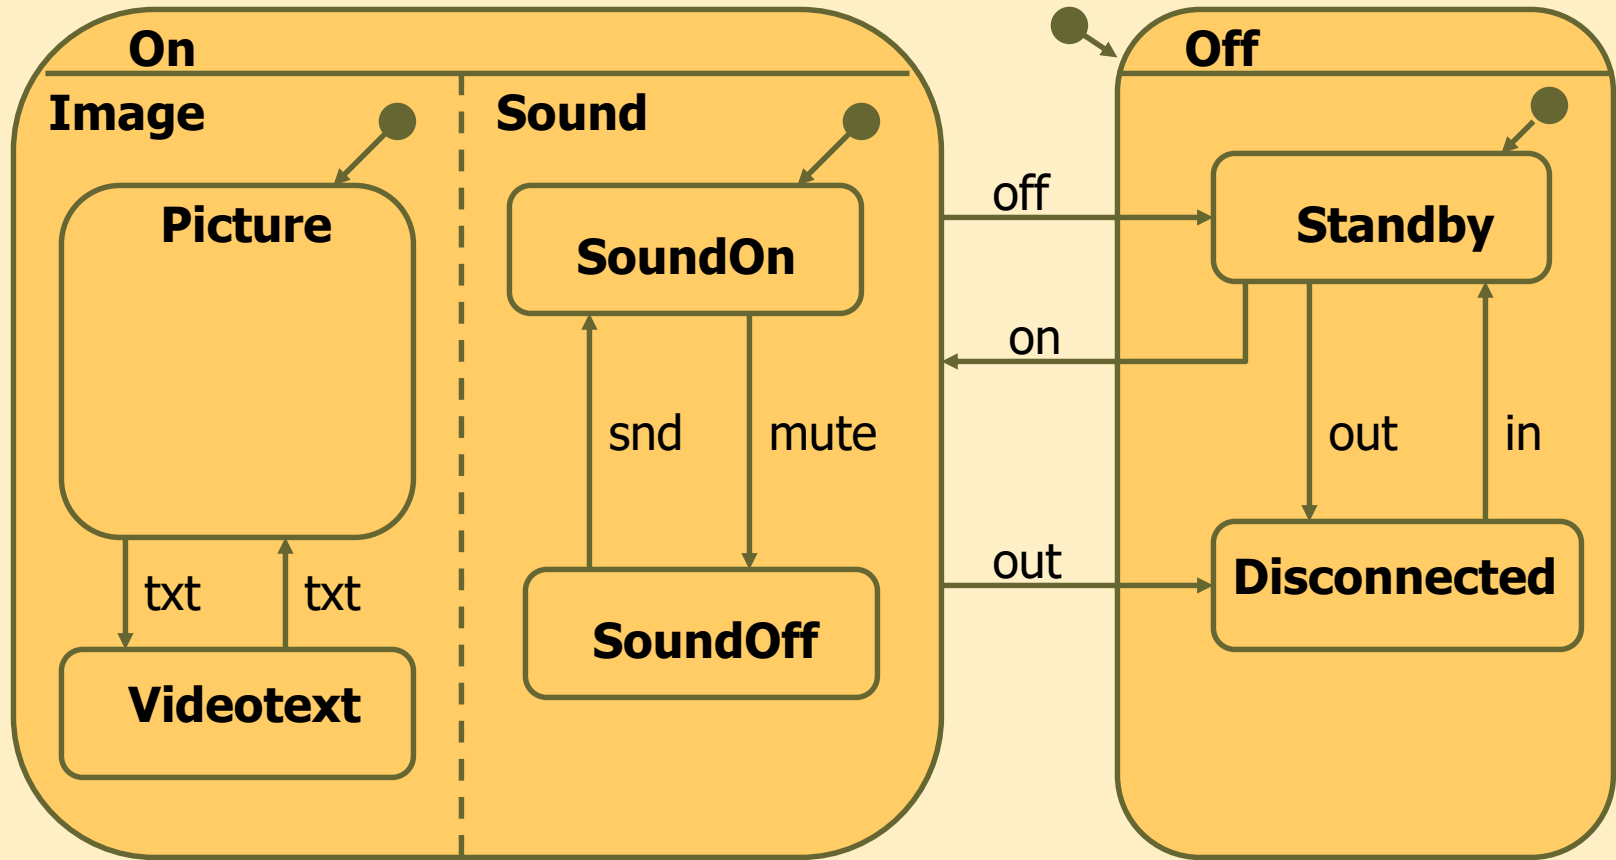 On
Image
Sound
Picture
SoundOn
snd
mute
txt
txt
SoundOff
Videotext
off
on
out
Off
Standby
out
in
Disconnected